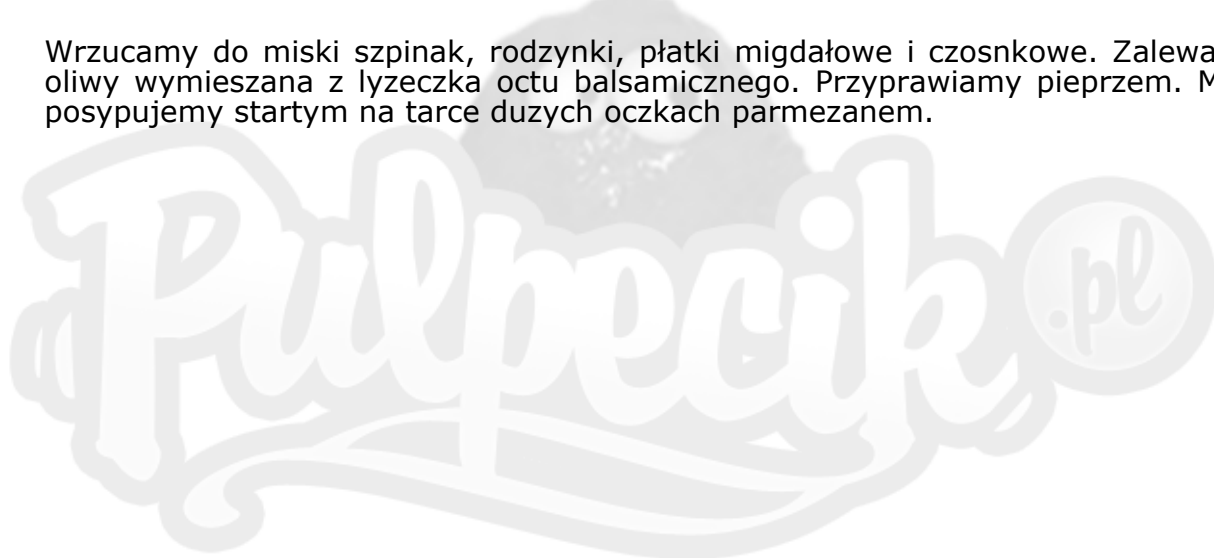 Wrzucamy do miski szpinak, rodzynki, płatki migdałowe i czosnkowe. Zalewa
oliwy wymieszana z lyzeczka octu balsamicznego. Przyprawiamy pieprzem. M
posypujemy startym na tarce duzych oczkach parmezanem.
Pulpecik.pl